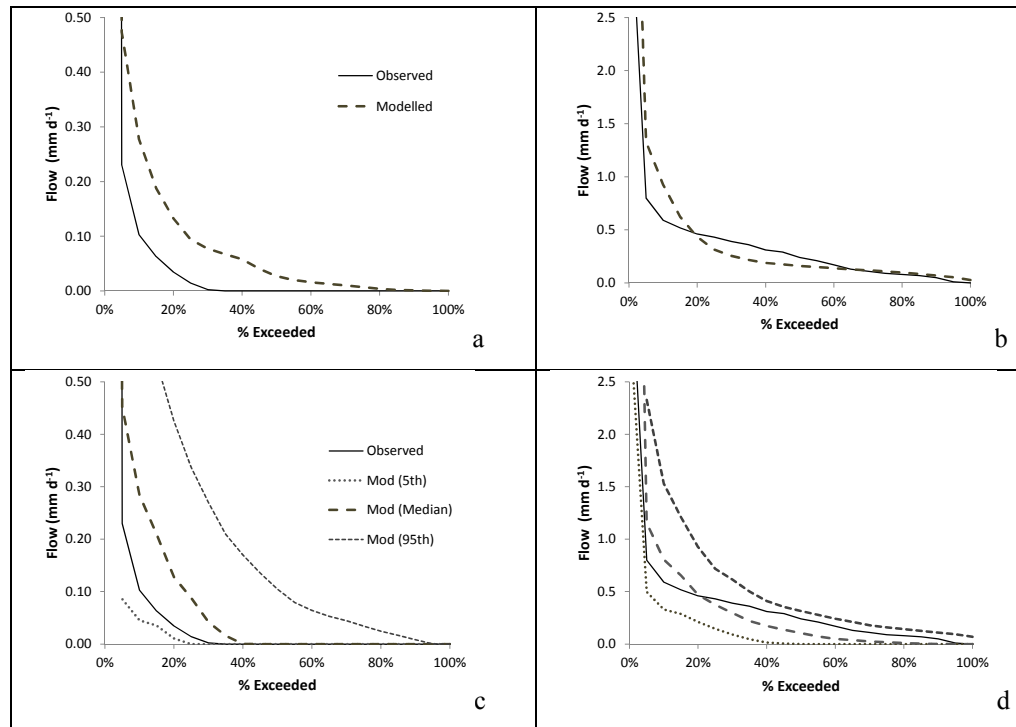 0.50
0.40
0.30
0.20
0.10
0.00
Flow (mm d⁻¹)
Observed
Modelled
0% 20% 40% 60% 80% 100%
% Exceeded
a
2.5
2.0
1.5
1.0
0.5
0.0
Flow (mm d⁻¹)
0% 20% 40% 60% 80% 100%
% Exceeded
b
0.50
0.40
0.30
0.20
0.10
0.00
Flow (mm d⁻¹)
Observed
Mod (5th)
Mod (Median)
Mod (95th)
0% 20% 40% 60% 80% 100%
% Exceeded
c
2.5
2.0
1.5
1.0
0.5
0.0
Flow (mm d⁻¹)
0% 20% 40% 60% 80% 100%
% Exceeded
d